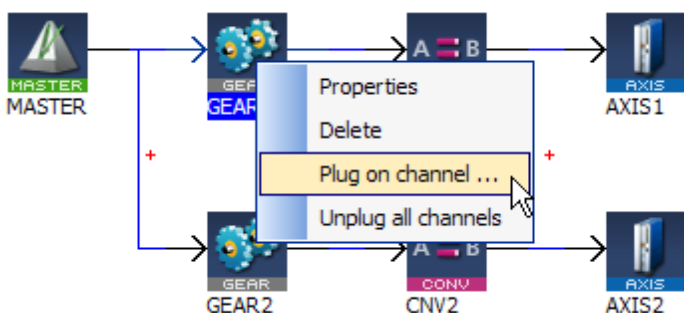 A B
MASTER
GEA
AXIS
MASTER
GEAR
AXIS1
Properties
Delete
Plug on channel ...
Unplug all channels
A B
GEAR
CONV
AXIS
GEAR2
CNV2
AXIS2